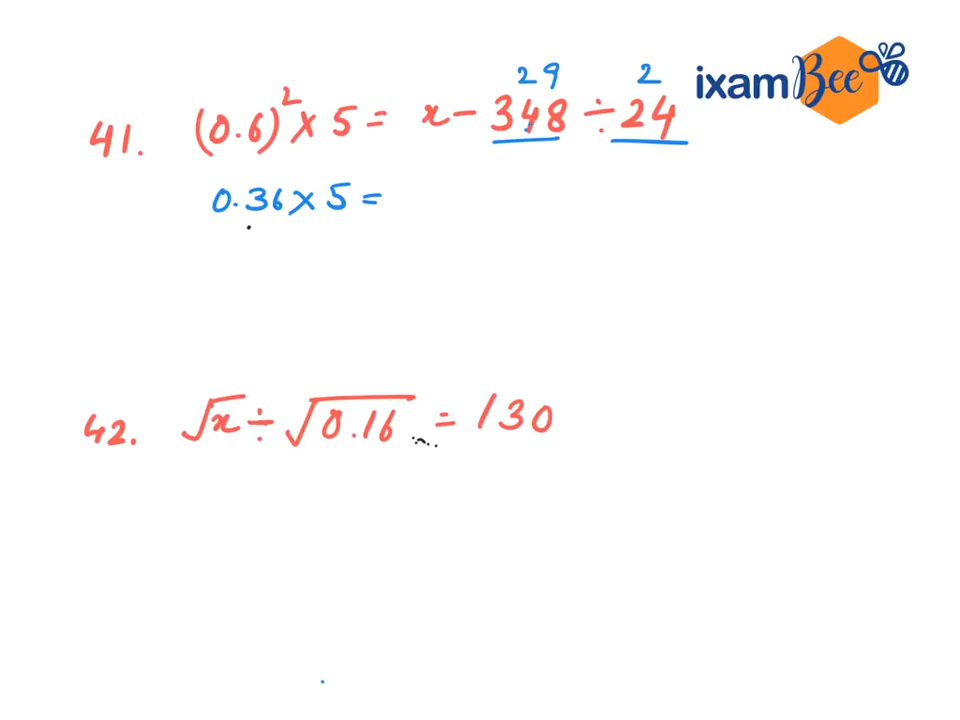 ixamBee
29 2
41. (0.6)² × 5 = x - 348 ÷ 24
0.36 × 5 =
42. √x ÷ √0.16 = 130